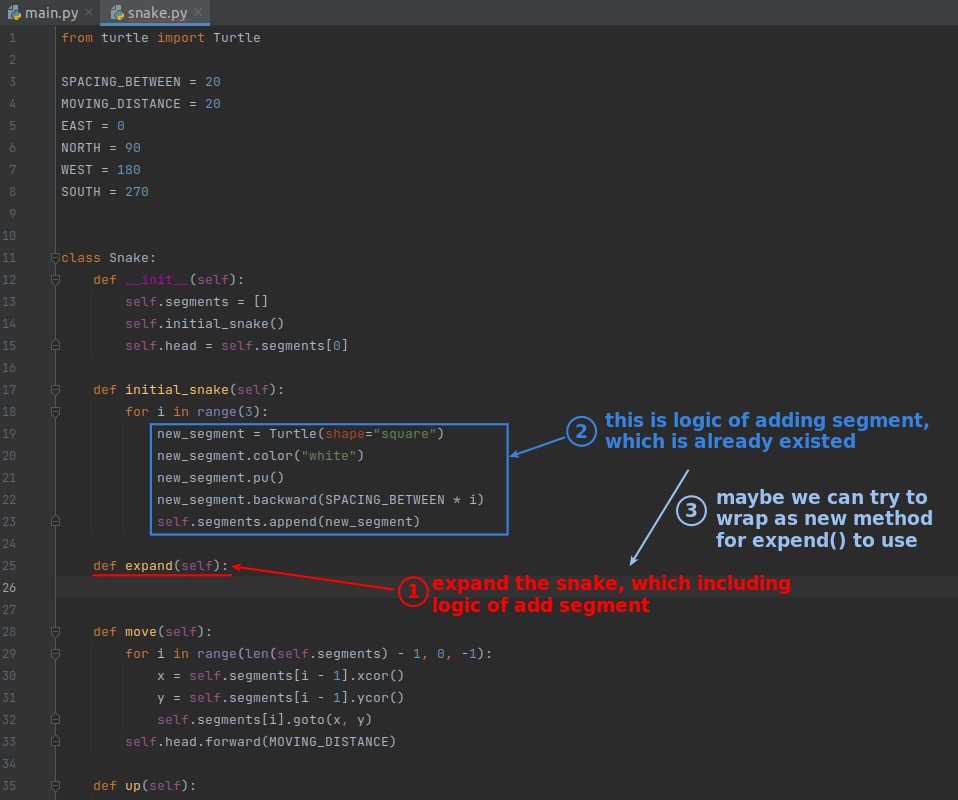 main.py
snake.py
1 from turtle import Turtle
2
3 SPACING_BETWEEN = 20
4 MOVING_DISTANCE = 20
5 EAST = 0
6 NORTH = 90
7 WEST = 180
8 SOUTH = 270
9
10
11 class Snake:
12     def __init__(self):
13         self.segments = []
14         self.initial_snake()
15         self.head = self.segments[0]
16
17     def initial_snake(self):
18         for i in range(3):
19             new_segment = Turtle(shape="square")
20             new_segment.color("white")
21             new_segment.pu()
22             new_segment.backward(SPACING_BETWEEN * i)
23             self.segments.append(new_segment)
24
25     def expand(self):
26
27
28     def move(self):
29         for i in range(len(self.segments) - 1, 0, -1):
30             x = self.segments[i - 1].xcor()
31             y = self.segments[i - 1].ycor()
32             self.segments[i].goto(x, y)
33         self.head.forward(MOVING_DISTANCE)
34
35     def up(self):
1 expand the snake, which including
logic of add segment
2 this is logic of adding segment,
which is already existed
3 maybe we can try to
wrap as new method
for expend() to use